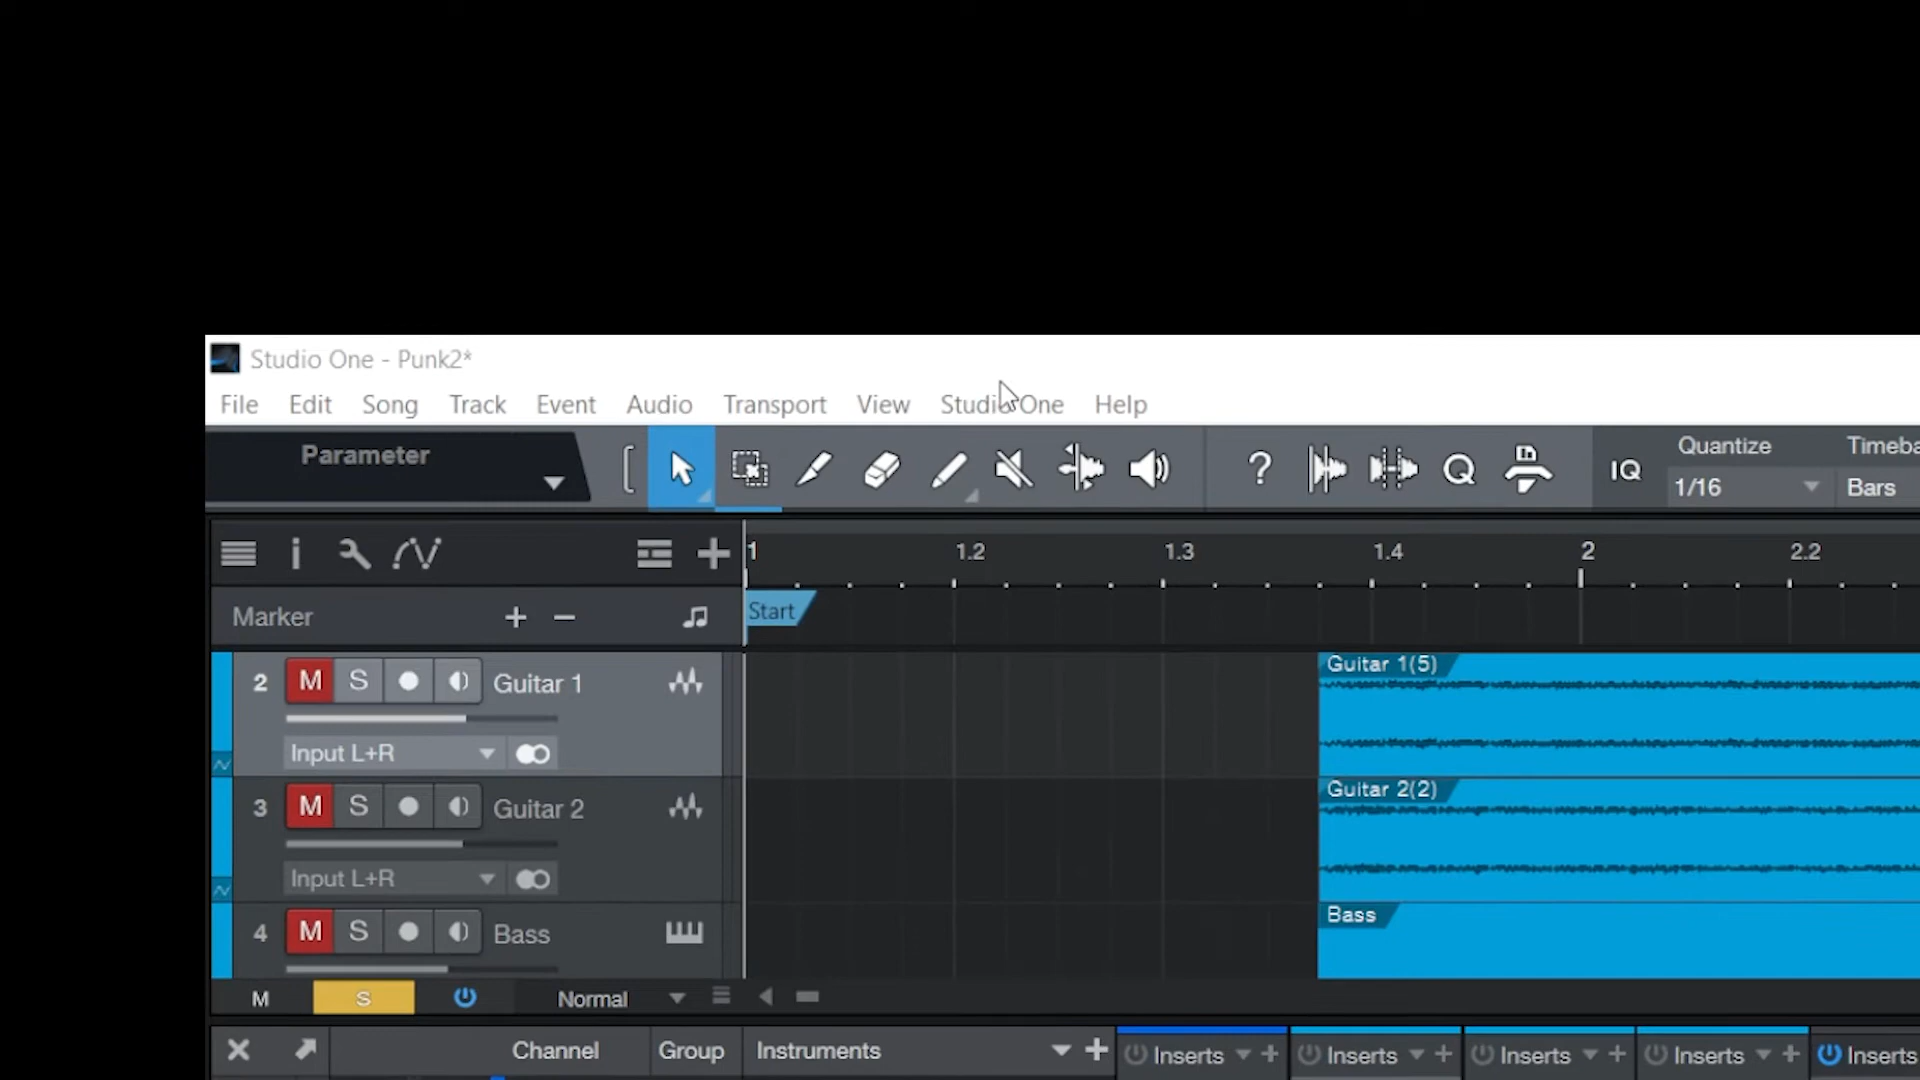 Studio One - Punk2*
File Edit Song Track Event Audio Transport View Studio One Help
Parameter
? Q IQ
Quantize
Timeba
1/16
Bars
1 1.2 1.3 1.4 2 2.2
Marker
Start
2 M S Guitar 1
Input L+R
Guitar 1(5)
3 M S Guitar 2
Input L+R
Guitar 2(2)
4 M S Bass
Bass
M S Normal
Channel Group Instruments Inserts Inserts Inserts Inserts Inserts